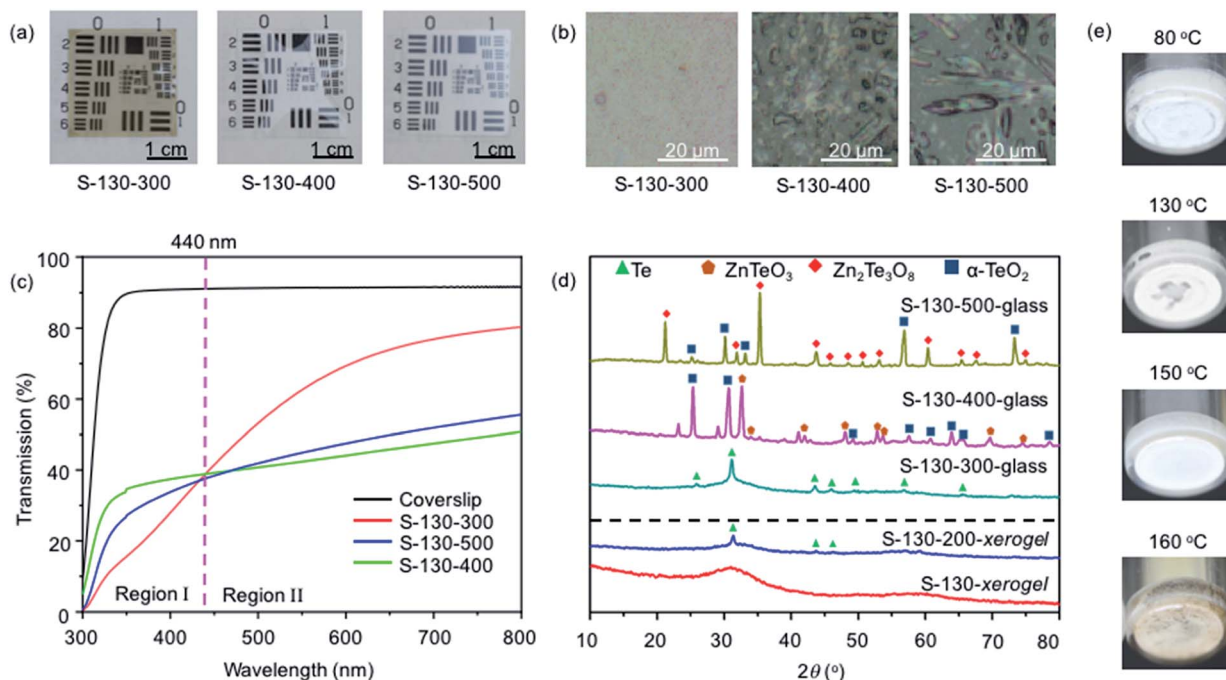 (a)
0 1
2
3
4
5
6
0
1
1 cm
S-130-300
0 1
2
3
4
5
6
0
1
1 cm
S-130-400
0 1
2
3
4
5
6
0
1
1 cm
S-130-500
(b)
20 µm
S-130-300
20 µm
S-130-400
20 µm
S-130-500
(c)
440 nm
Transmission (%)
100
80
60
40
20
0
Coverslip
S-130-300
S-130-500
S-130-400
Region I
Region II
300 400 500 600 700 800
Wavelength (nm)
(d)
Te ZnTeO₃ Zn₂Te₃O₈ α-TeO₂
S-130-500-glass
S-130-400-glass
S-130-300-glass
S-130-200-xerogel
S-130-xerogel
10 20 30 40 50 60 70 80
2θ (°)
(e)
80 °C
130 °C
150 °C
160 °C